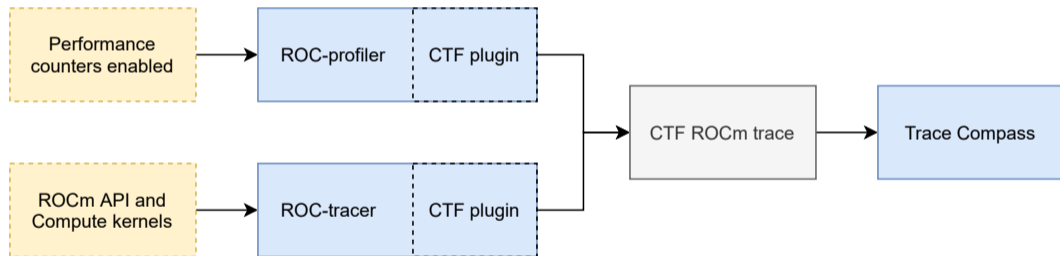 Performance
counters enabled
ROC-profiler
CTF plugin
CTF ROCm trace
Trace Compass
ROCm API and
Compute kernels
ROC-tracer
CTF plugin